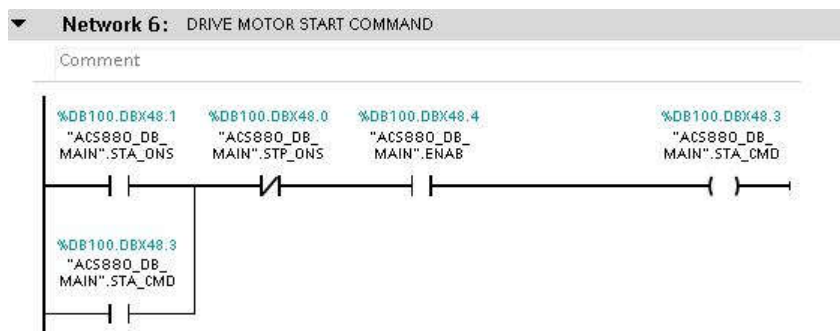 Network 6: DRIVE MOTOR START COMMAND
Comment
%DB100.DBX48.1
"ACS880_DB_
MAIN".STA_ONS
%DB100.DBX48.0
"ACS880_DB_
MAIN".STP_ONS
%DB100.DBX48.4
"ACS880_DB_
MAIN".ENAB
%DB100.DBX48.3
"ACS880_DB_
MAIN".STA_CMD
%DB100.DBX48.3
"ACS880_DB_
MAIN".STA_CMD